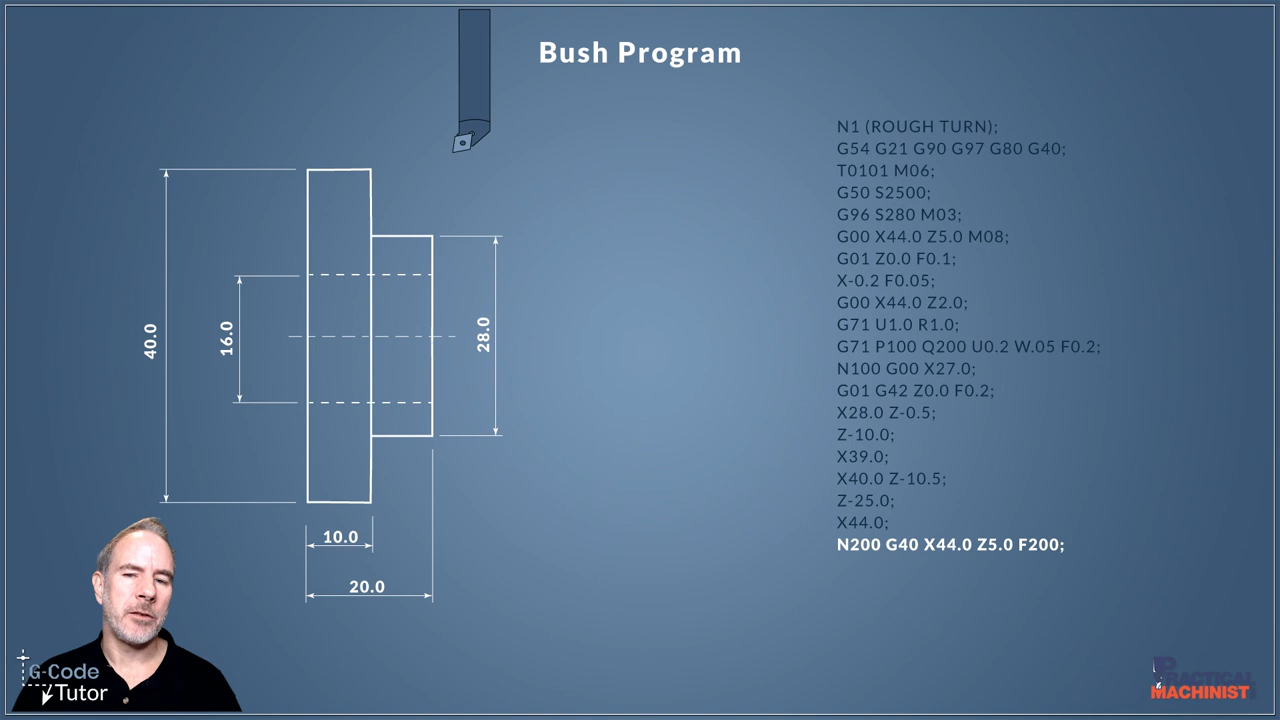 Bush Program
N1 (ROUGH TURN);
G54 G21 G90 G97 G80 G40;
T0101 M06;
G50 S2500;
G96 S280 M03;
G00 X44.0 Z5.0 M08;
G01 Z0.0 F0.1;
X-0.2 F0.05;
G00 X44.0 Z2.0;
G71 U1.0 R1.0;
G71 P100 Q200 U0.2 W.05 F0.2;
N100 G00 X27.0;
G01 G42 Z0.0 F0.2;
X28.0 Z-0.5;
Z-10.0;
X39.0;
X40.0 Z-10.5;
Z-25.0;
X44.0;
N200 G40 X44.0 Z5.0 F200;
40.0
16.0
28.0
10.0
20.0
G-Code
Tutor
PRACTICAL
MACHINIST